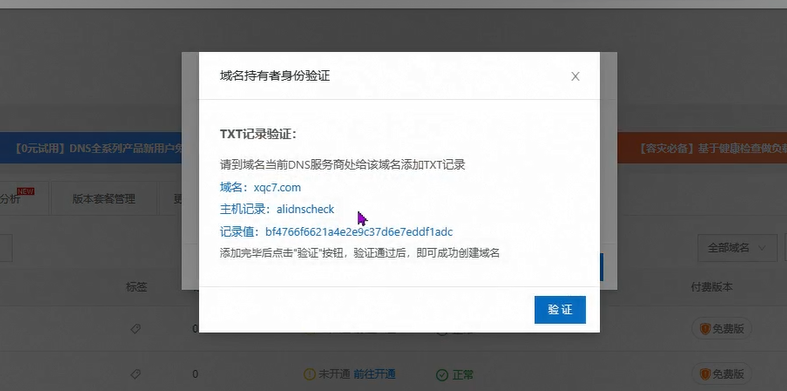 域名持有者身份验证
TXT记录验证：
【0元试用】DNS全系列产品新用户免
【容灾必备】基于健康检查做负载
请到域名当前DNS服务商处给该域名添加TXT记录
域名：xqc7.com
分析
NEW
版本套餐管理
更
主机记录：alidnscheck
记录值：bf4766f6621a4e2e9c37d6e7eddf1adc
添加完毕后点击"验证"按钮，验证通过后，即可成功创建域名
全部域名
标签
付费版本
验 证
0
免费版
0
未开通 前往开通
正常
免费版